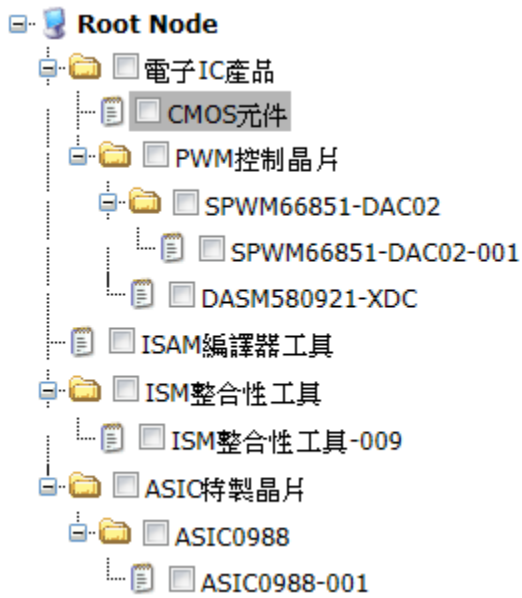 Root Node
電子IC產品
CMOS元件
PWM控制晶片
SPWM66851-DAC02
SPWM66851-DAC02-001
DASM580921-XDC
ISAM編譯器工具
ISM整合性工具
ISM整合性工具-009
ASIC特製晶片
ASIC0988
ASIC0988-001